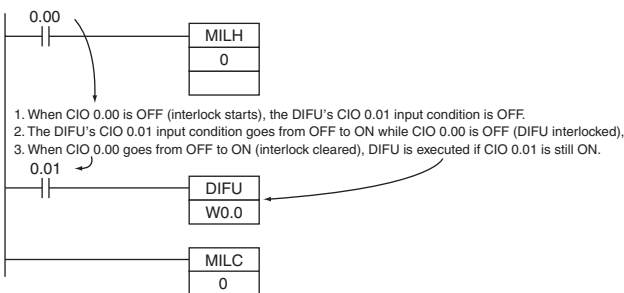 0.00
MILH
0
1. When CIO 0.00 is OFF (interlock starts), the DIFU's CIO 0.01 input condition is OFF.
2. The DIFU's CIO 0.01 input condition goes from OFF to ON while CIO 0.00 is OFF (DIFU interlocked),
3. When CIO 0.00 goes from OFF to ON (interlock cleared), DIFU is executed if CIO 0.01 is still ON.
0.01
DIFU
W0.0
MILC
0